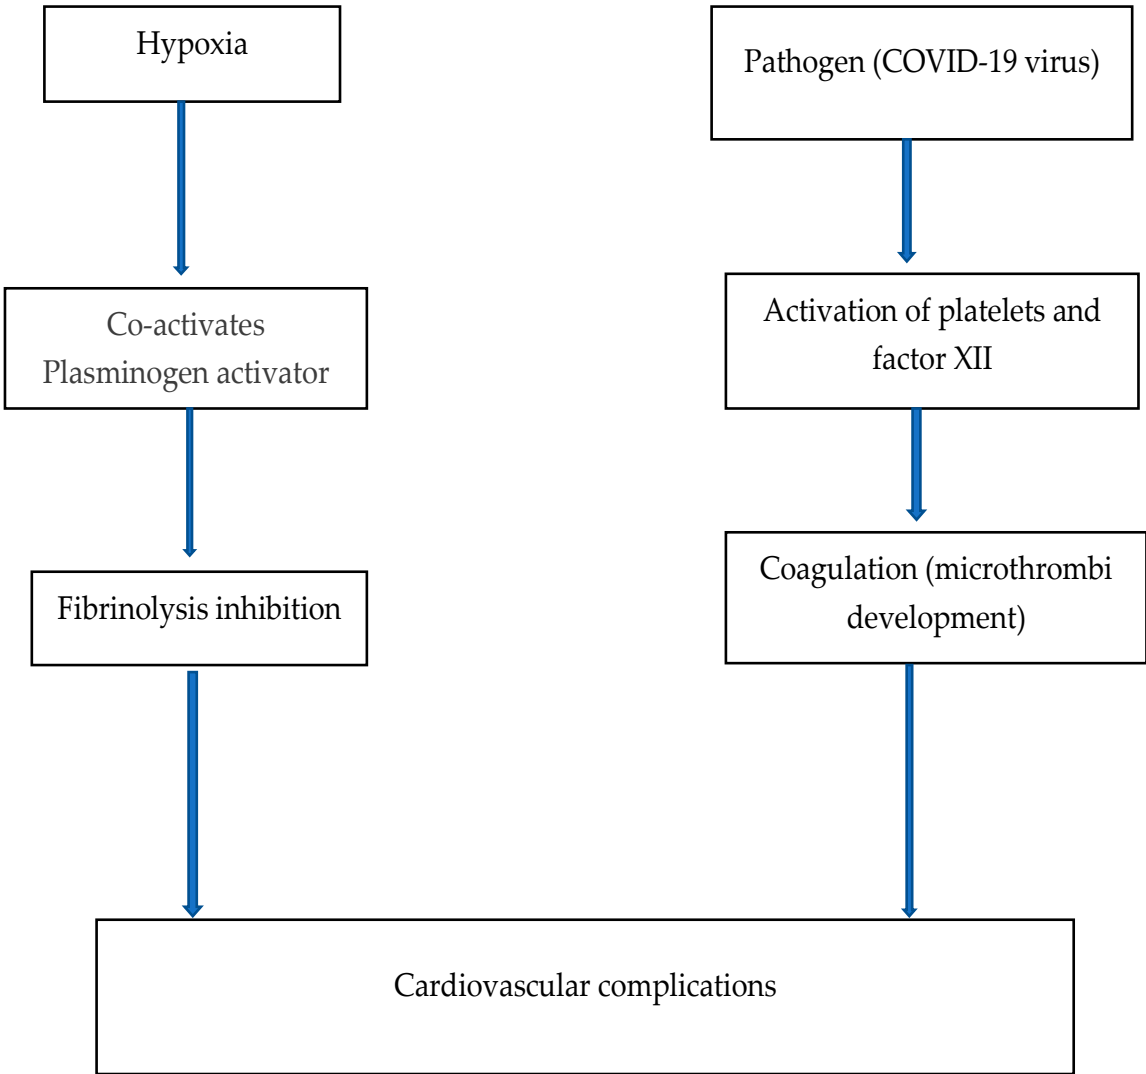 Hypoxia
Pathogen (COVID-19 virus)
Co-activates
Plasminogen activator
Activation of platelets and
factor XII
Fibrinolysis inhibition
Coagulation (microthrombi
development)
Cardiovascular complications